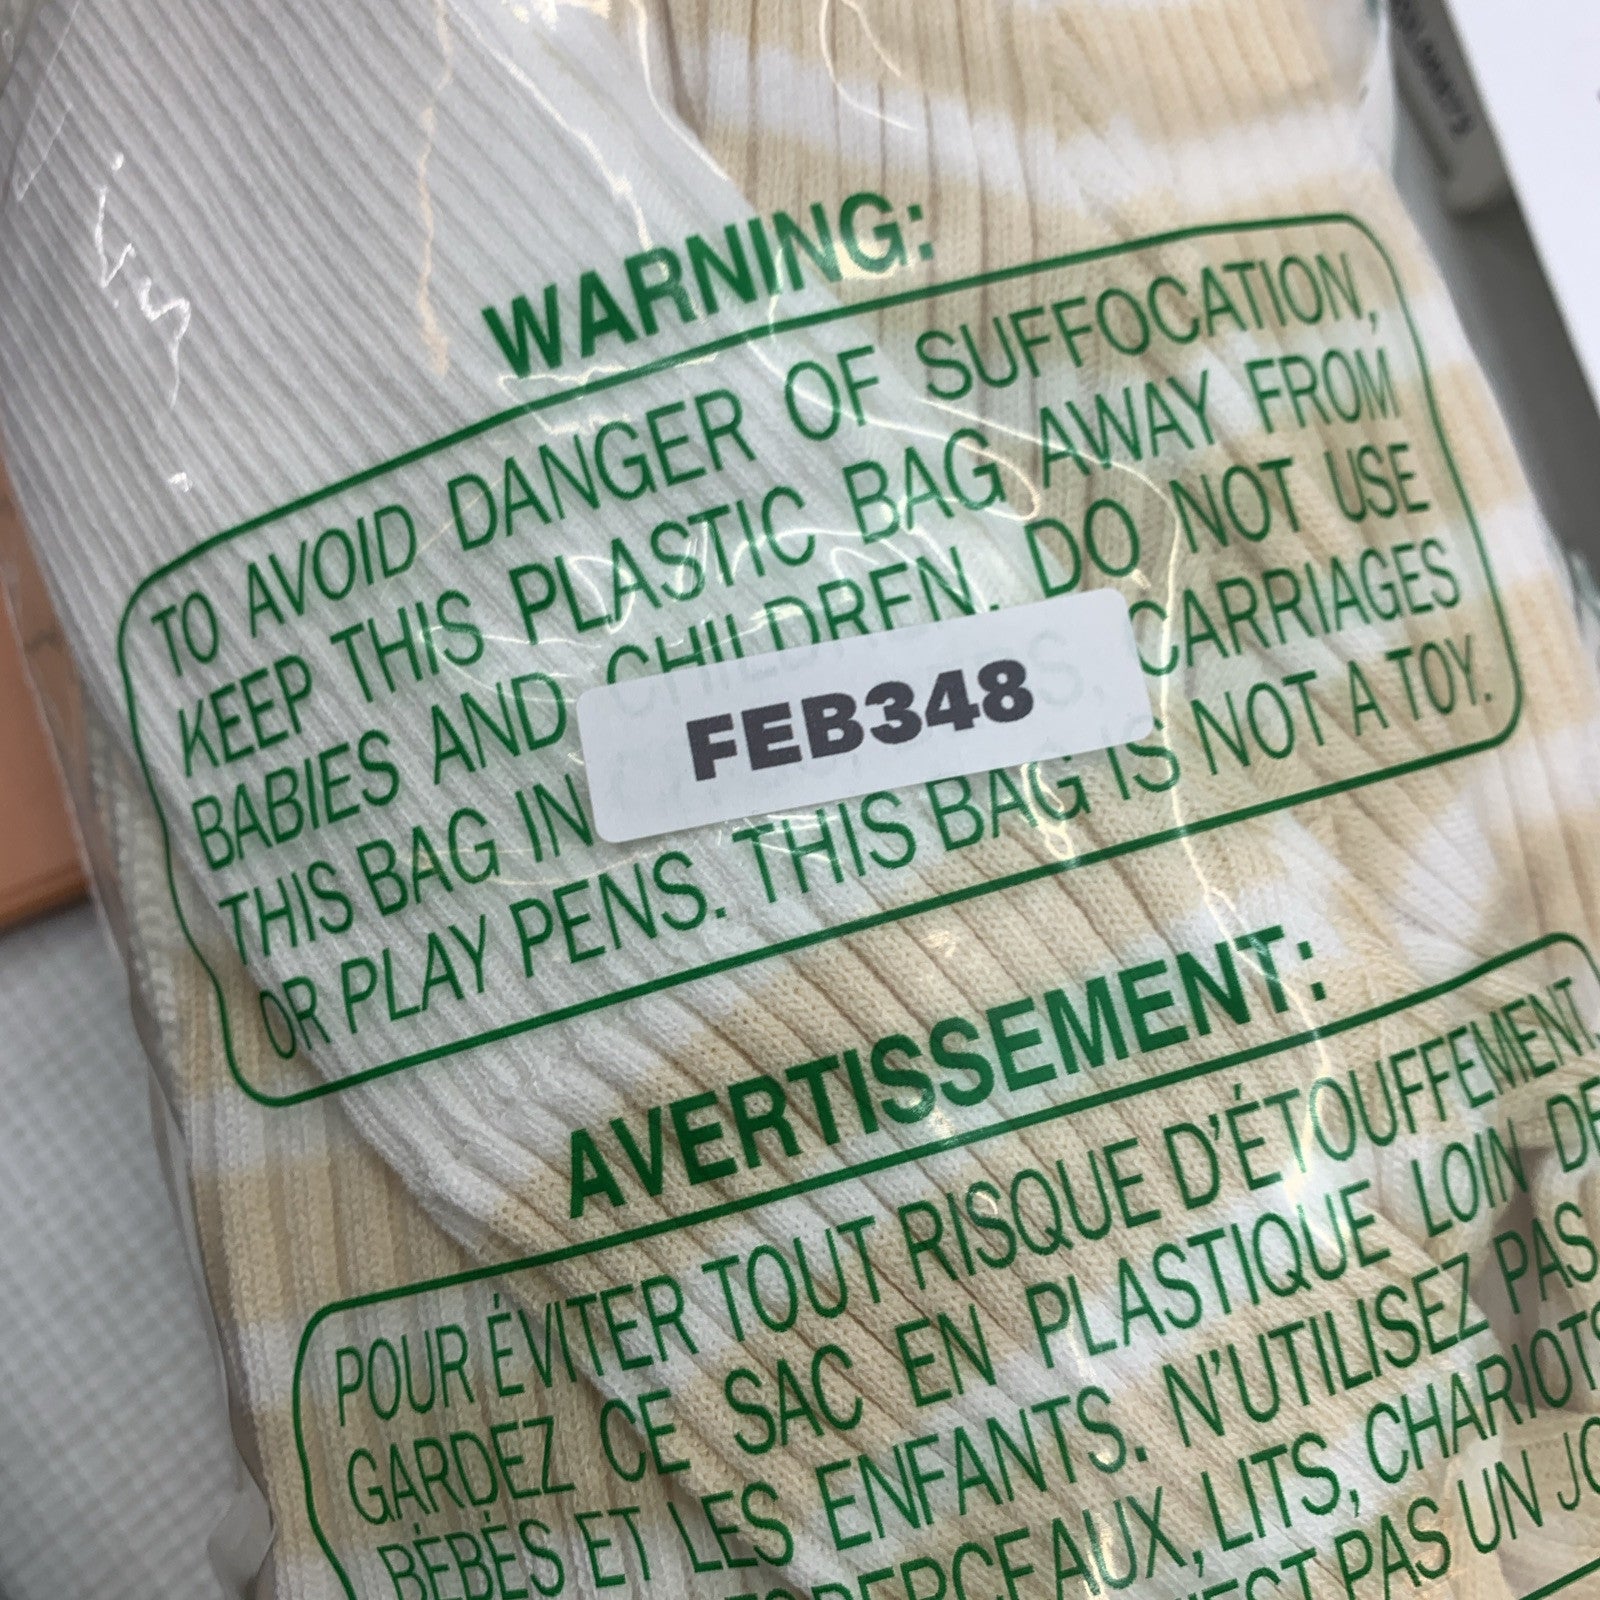 WARNING:
TO AVOID DANGER OF SUFFOCATION,
KEEP THIS PLASTIC BAG AWAY FROM
BABIES AND CHILDREN. DO NOT USE
THIS BAG IN CARRIAGES
OR PLAY PENS. THIS BAG IS NOT A TOY.
FEB348
AVERTISSEMENT:
POUR ÉVITER TOUT RISQUE D'ÉTOUFFEMENT,
GARDEZ CE SAC EN PLASTIQUE LOIN DE
BÉBÉS ET LES ENFANTS. N'UTILISEZ PAS
LITS, CHARIOTS
PAS UN